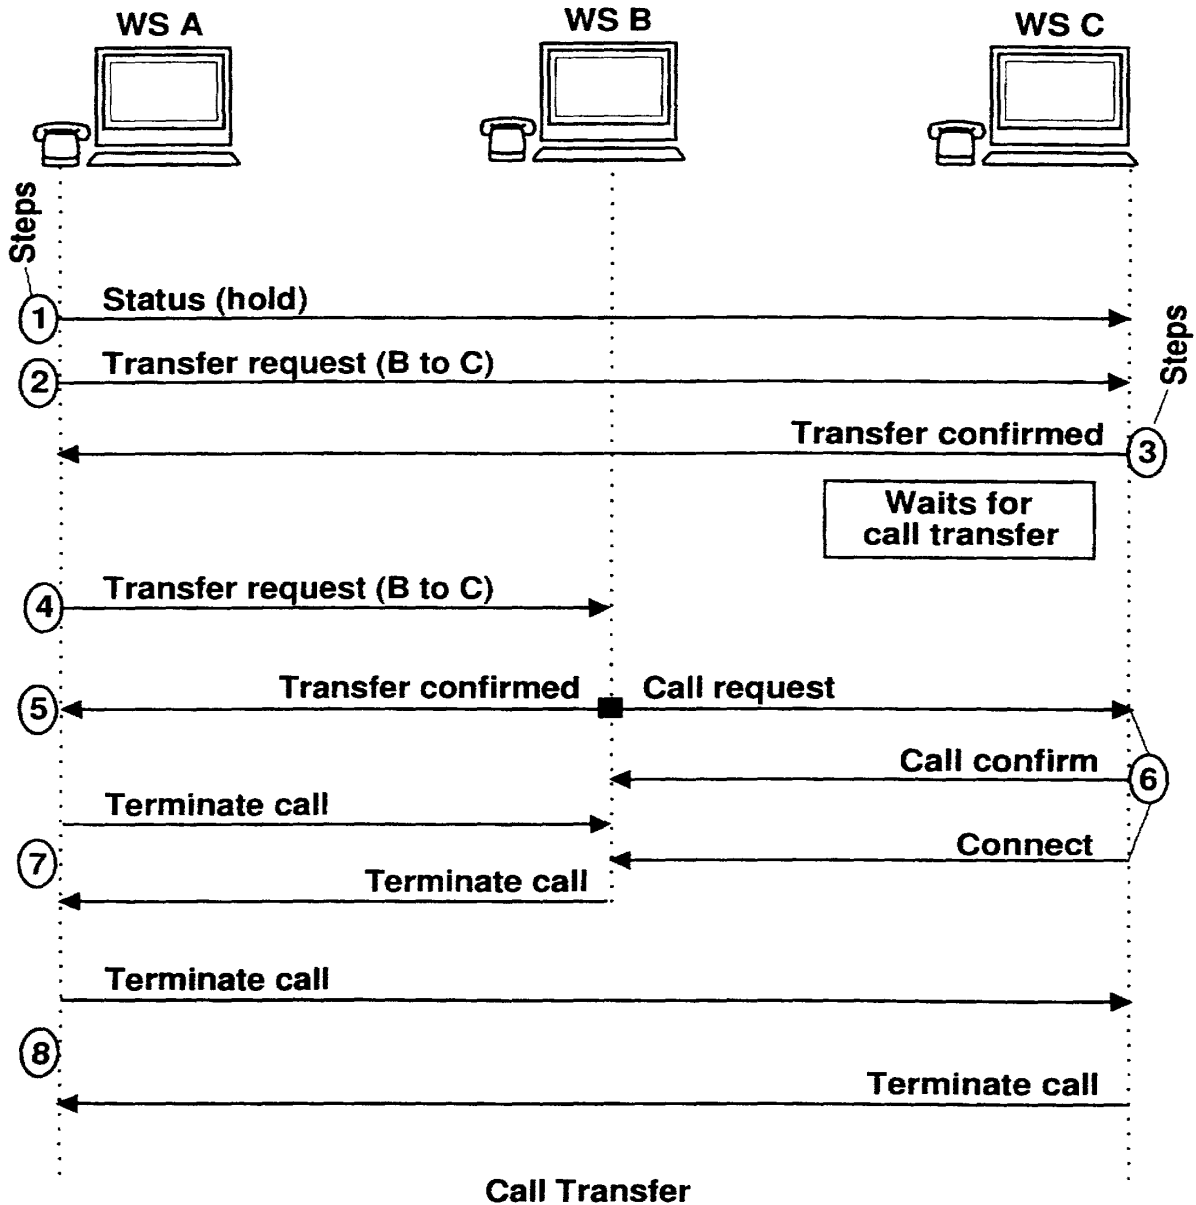 WS A
WS B
WS C
Steps
1
Status (hold)
Steps
2
Transfer request (B to C)
Transfer confirmed
3
Waits for
call transfer
4
Transfer request (B to C)
5
Transfer confirmed
Call request
Call confirm
6
Terminate call
Connect
7
Terminate call
Terminate call
8
Terminate call
Call Transfer